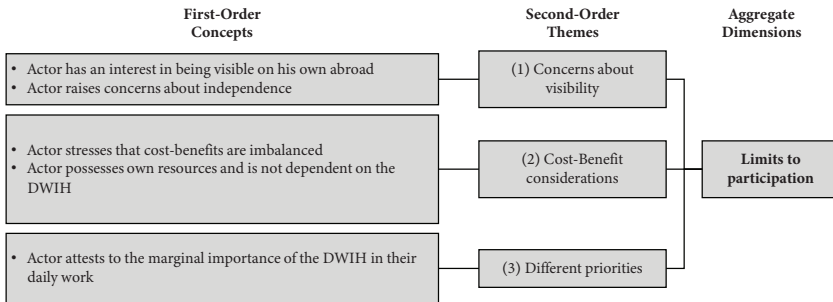 First-Order
Concepts
Second-Order
Themes
Aggregate
Dimensions
• Actor has an interest in being visible on his own abroad
• Actor raises concerns about independence
(1) Concerns about
visibility
• Actor stresses that cost-benefits are imbalanced
• Actor possesses own resources and is not dependent on the
DWIH
(2) Cost-Benefit
considerations
Limits to
participation
• Actor attests to the marginal importance of the DWIH in their
daily work
(3) Different priorities